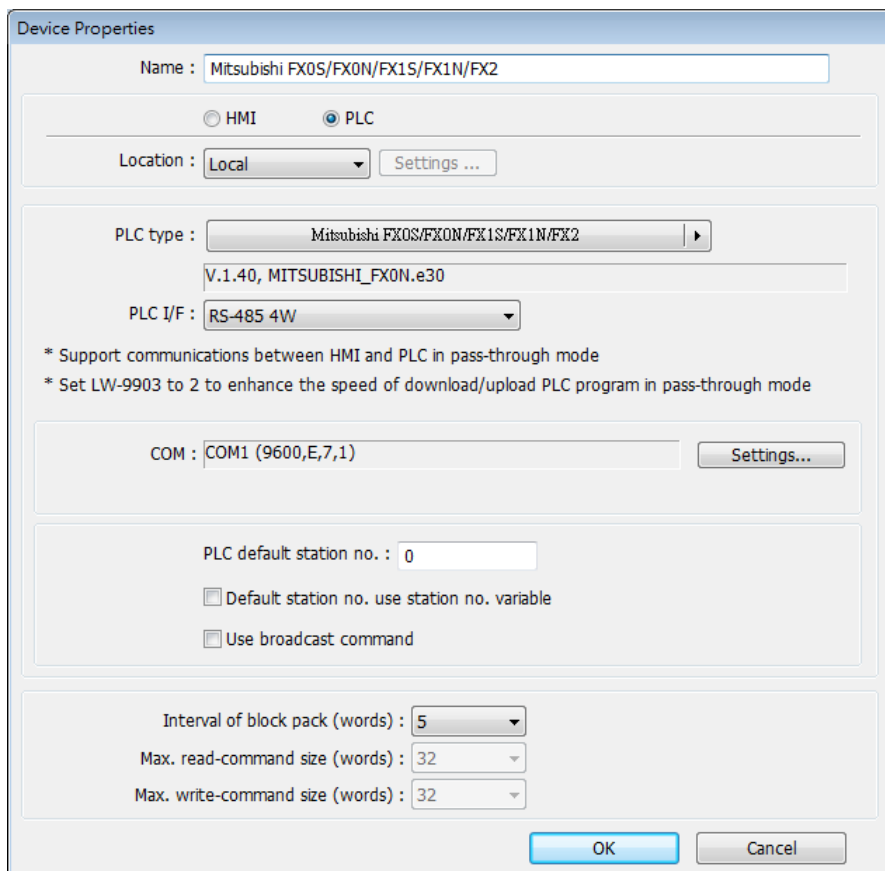 Device Properties
Name : Mitsubishi FX0S/FX0N/FX1S/FX1N/FX2
HMI PLC
Location : Local Settings ...
PLC type : Mitsubishi FX0S/FX0N/FX1S/FX1N/FX2
V.1.40, MITSUBISHI_FX0N.e30
PLC I/F : RS-485 4W
* Support communications between HMI and PLC in pass-through mode
* Set LW-9903 to 2 to enhance the speed of download/upload PLC program in pass-through mode
COM : COM1 (9600,E,7,1) Settings...
PLC default station no. : 0
Default station no. use station no. variable
Use broadcast command
Interval of block pack (words) : 5
Max. read-command size (words) : 32
Max. write-command size (words) : 32
OK Cancel